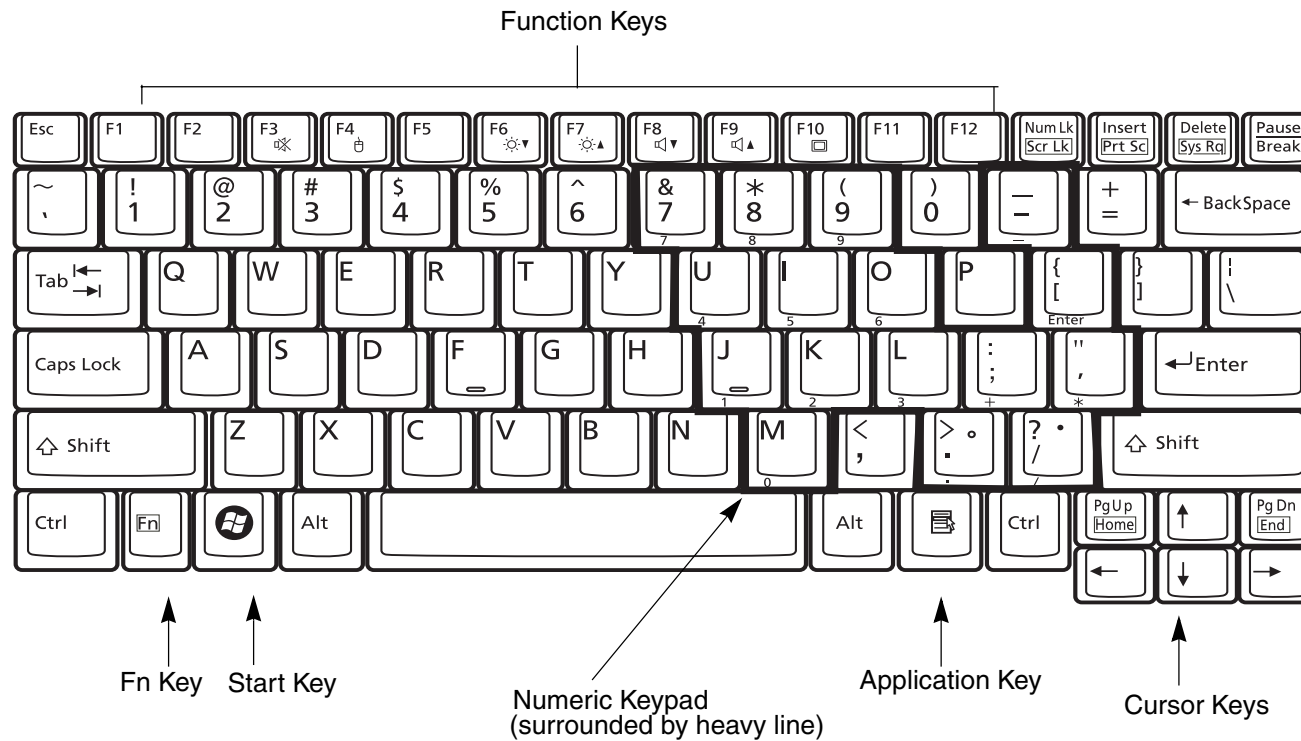 Function Keys
Esc F1 F2 F3 F4 F5 F6 F7 F8 F9 F10 F11 F12 Num Lk Insert Delete Pause
Scr Lk Prt Sc Sys Rq Break
~ ! @ # $ % ^ & * ( ) — +
` 1 2 3 4 5 6 7 8 9 0 - = ← BackSpace
7 8 9 –
Tab Q W E R T Y U I O P { } ¦
[ ] \
4 5 6 Enter
Caps Lock A S D F G H J K L : " Enter
; '
1 2 3 + *
Shift Z X C V B N M < > ? Shift
, . /
0 . /
Ctrl Fn Alt Alt Ctrl PgUp ↑ Pg Dn
Home End
← ↓ →
Fn Key Start Key Application Key Cursor Keys
Numeric Keypad
(surrounded by heavy line)